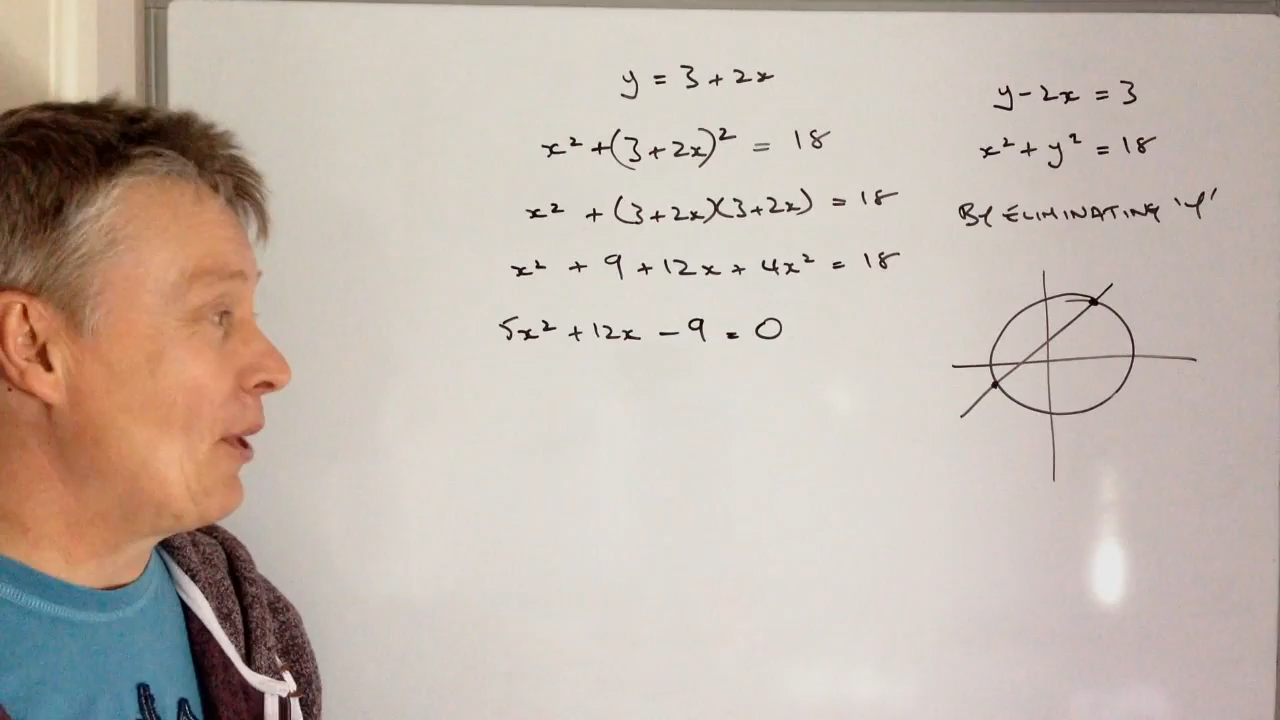 y = 3 + 2x
x² + (3 + 2x)² = 18
x² + (3 + 2x)(3 + 2x) = 18
x² + 9 + 12x + 4x² = 18
5x² + 12x - 9 = 0
y - 2x = 3
x² + y² = 18
BY ELIMINATING 'Y'